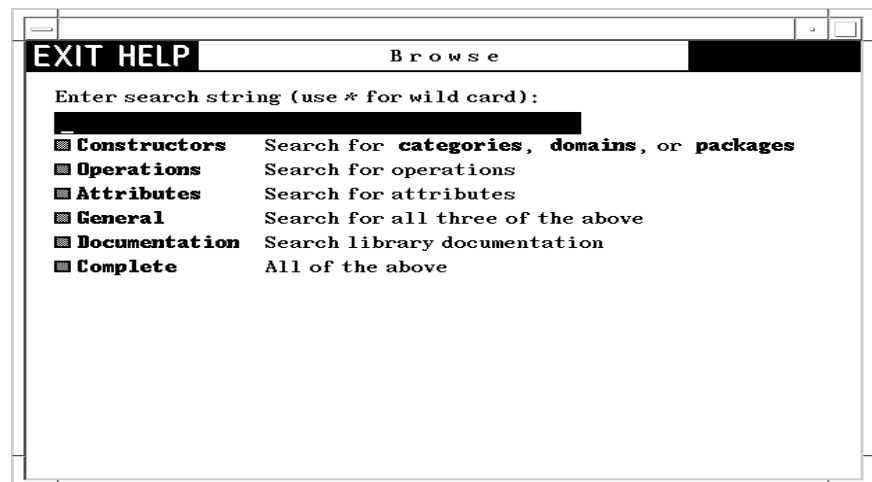 EXIT HELP Browse
Enter search string (use * for wild card):
Constructors Search for categories, domains, or packages
Operations Search for operations
Attributes Search for attributes
General Search for all three of the above
Documentation Search library documentation
Complete All of the above